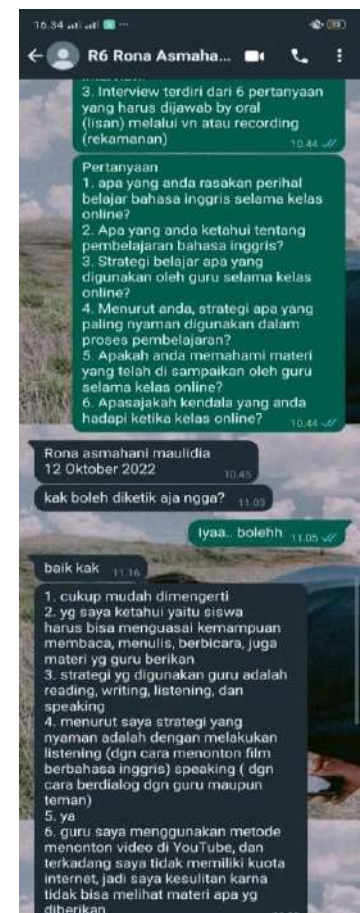 16.34
R6 Rona Asmaha...
3. Interview terdiri dari 6 pertanyaan
yang harus dijawab by oral
(lisan) melalui vn atau recording
(rekamanan)
10.44
Pertanyaan
1. apa yang anda rasakan perihal
belajar bahasa inggris selama kelas
online?
2. Apa yang anda ketahui tentang
pembelajaran bahasa inggris?
3. Strategi belajar apa yang
digunakan oleh guru selama kelas
online?
4. Menurut anda, strategi apa yang
paling nyaman digunakan dalam
proses pembelajaran?
5. Apakah anda memahami materi
yang telah di sampaikan oleh guru
selama kelas online?
6. Apasajakah kendala yang anda
hadapi ketika kelas online?
10.44
Rona asmahani maulidia
12 Oktober 2022
10.45
kak boleh diketik aja ngga?
11.03
Iyaa.. bolehh
11.05
baik kak
11.16
1. cukup mudah dimengerti
2. yg saya ketahui yaitu siswa
harus bisa menguasai kemampuan
membaca, menulis, berbicara, juga
materi yg guru berikan
3. strategi yg digunakan guru adalah
reading, writing, listening, dan
speaking
4. menurut saya strategi yang
nyaman adalah dengan melakukan
listening (dgn cara menonton film
berbahasa inggris) speaking ( dgn
cara berdialog dgn guru maupun
teman)
5. ya
6. guru saya menggunakan metode
menonton video di YouTube, dan
terkadang saya tidak memiliki kuota
internet, jadi saya kesulitan karna
tidak bisa melihat materi apa yg
diberikan